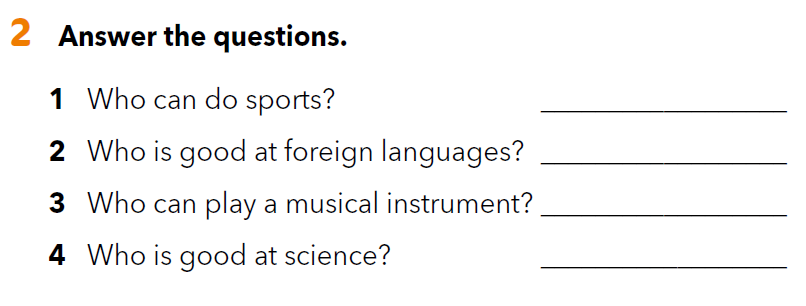 2 Answer the questions.
1 Who can do sports?
2 Who is good at foreign languages?
3 Who can play a musical instrument?
4 Who is good at science?